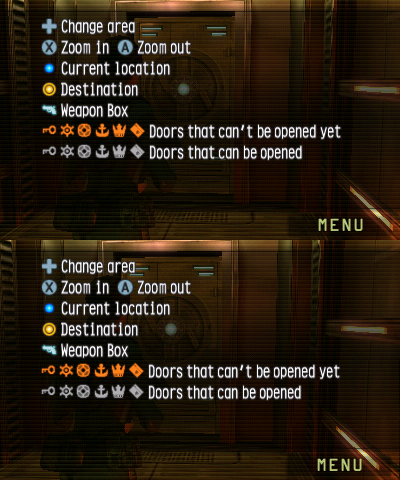 Change area
X Zoom in A Zoom out
Current location
Destination
Weapon Box
Doors that can't be opened yet
Doors that can be opened
MENU
Change area
X Zoom in A Zoom out
Current location
Destination
Weapon Box
Doors that can't be opened yet
Doors that can be opened
MENU